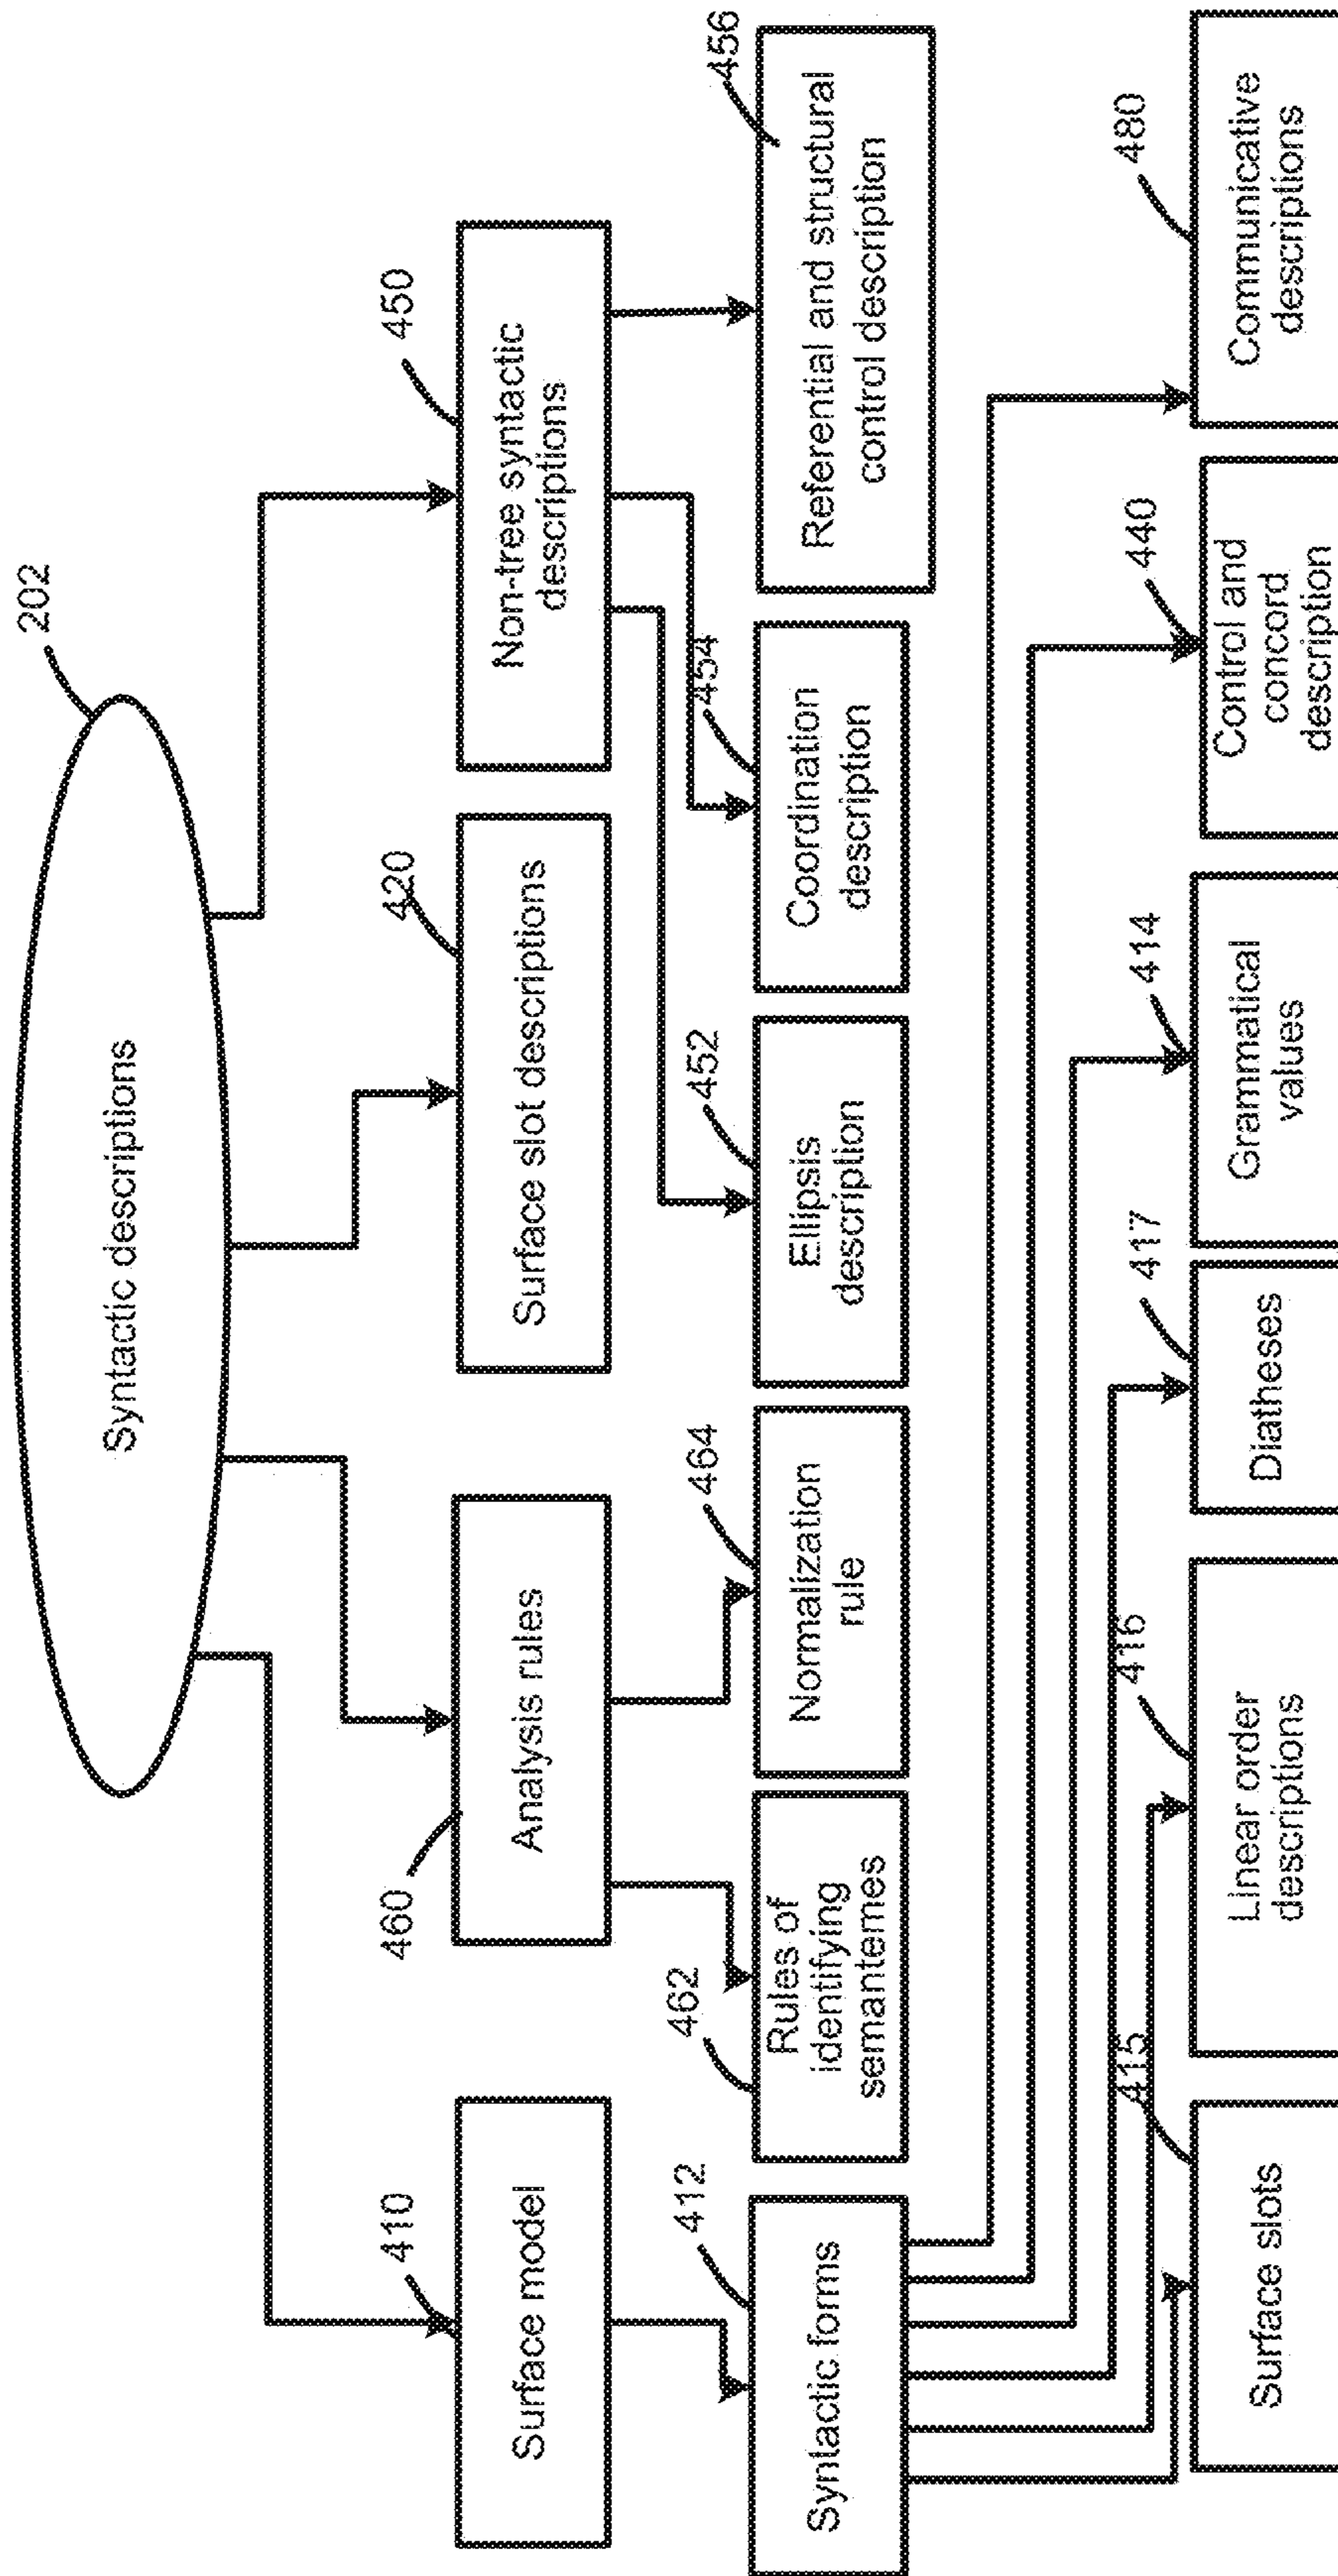 202
Syntactic descriptions
410
Surface model
460
Analysis rules
420
Surface slot descriptions
450
Non-tree syntactic
descriptions
412
Syntactic forms
462
Rules of
identifying
semantemes
464
Normalization
rule
452
Ellipsis
description
454
Coordination
description
456
Referential and structural
control description
415
Surface slots
416
Linear order
descriptions
417
Diatheses
414
Grammatical
values
440
Control and
concord
description
480
Communicative
descriptions